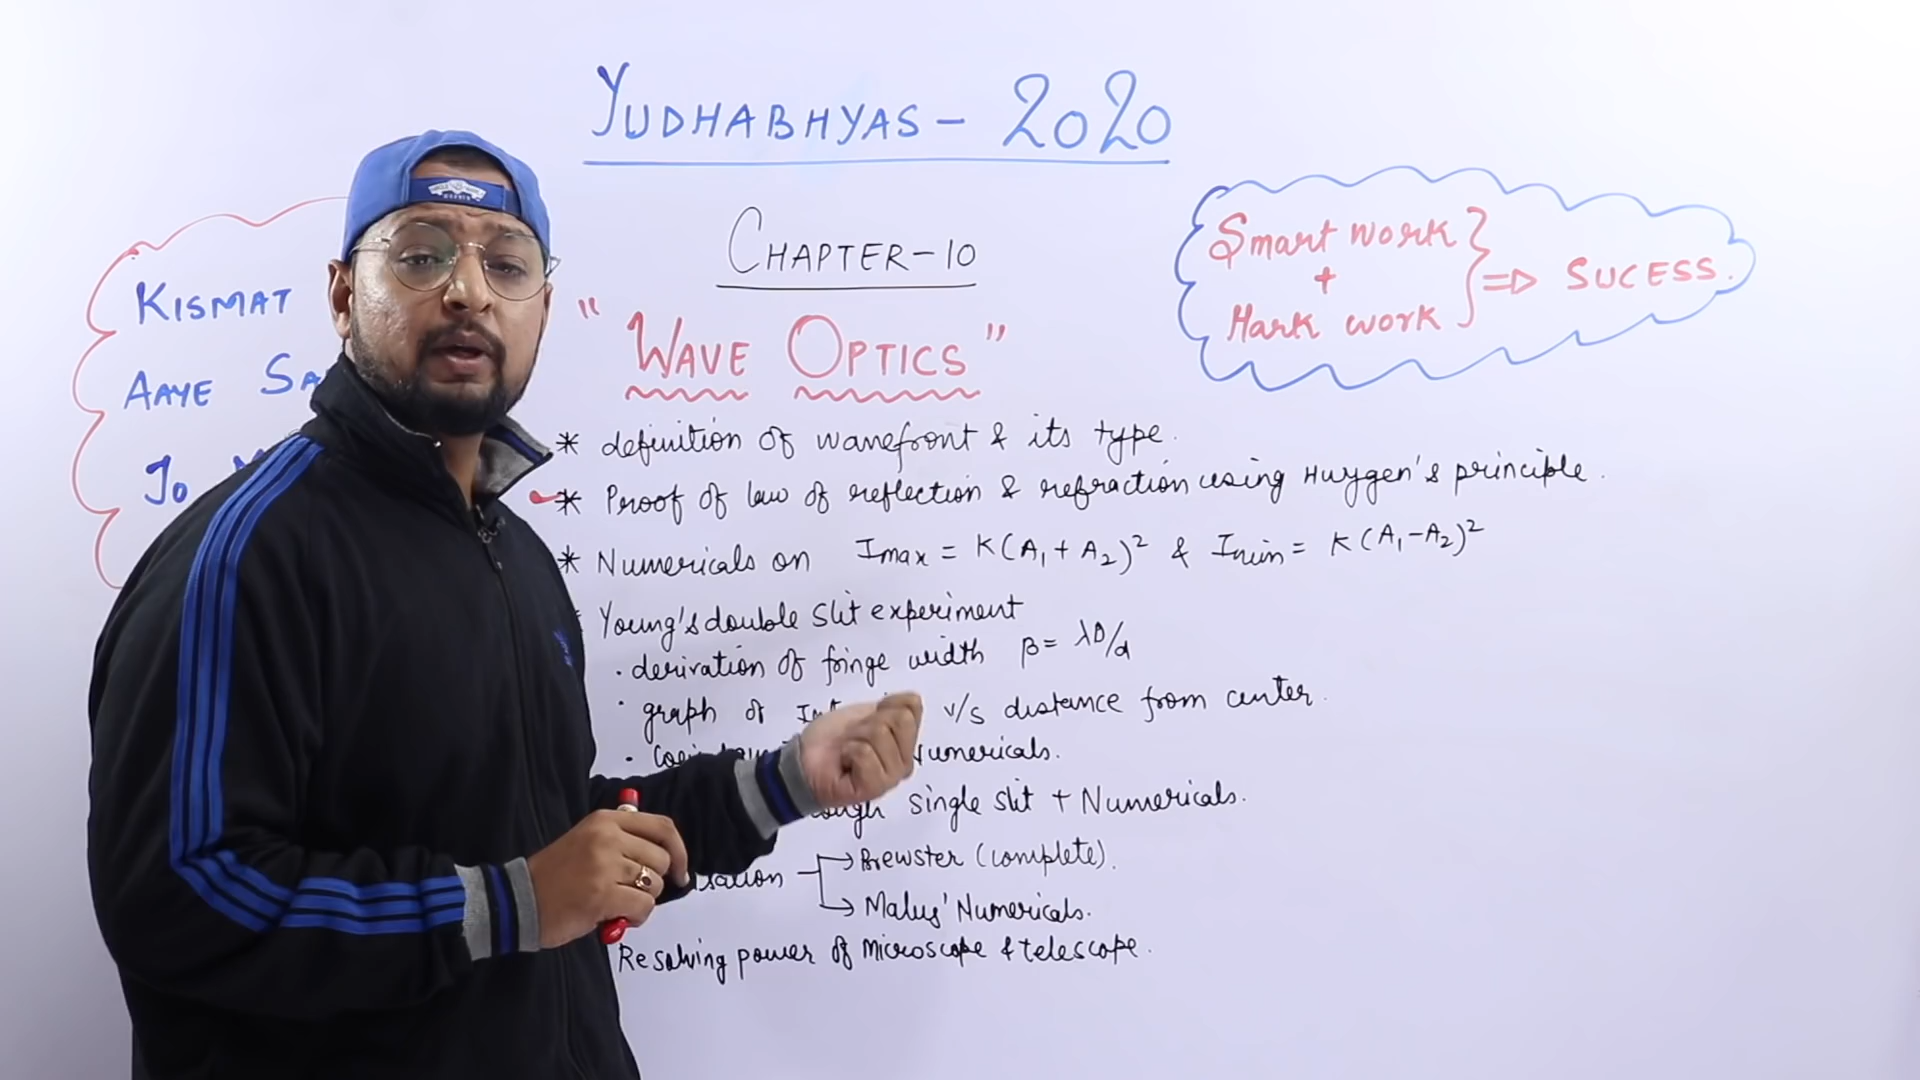 YUDHABHYAS - 2020
CHAPTER-10
" WAVE OPTICS "
KISMAT
AAYE
Jo
Smart work
+
Hark work
} => SUCESS.
* definition of wavefront & its type.
* Proof of law of reflection & refraction using Huygen's principle.
* Numericals on Imax = K(A₁ + A₂)² & Imin = K(A₁-A₂)²
Young's double slit experiment
· derivation of fringe width β = λD/d
· graph of v/s distance from center.
· Numericals.
single slit + Numericals.
→ Brewster (complete).
→ Malus' Numericals.
Resolving power of Microscope & telescope.